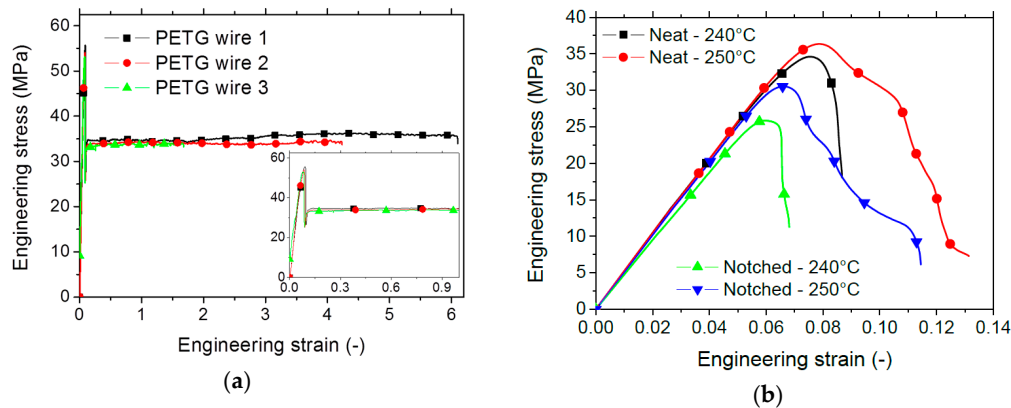 60
50
40
30
20
10
0
Engineering stress (MPa)
PETG wire 1
PETG wire 2
PETG wire 3
60
40
20
0
0.0 0.3 0.6 0.9
0 1 2 3 4 5 6
Engineering strain (-)
(a)
40
35
30
25
20
15
10
5
0
Engineering stress (MPa)
Neat - 240°C
Neat - 250°C
Notched - 240°C
Notched - 250°C
0.00 0.02 0.04 0.06 0.08 0.10 0.12 0.14
Engineering strain (-)
(b)